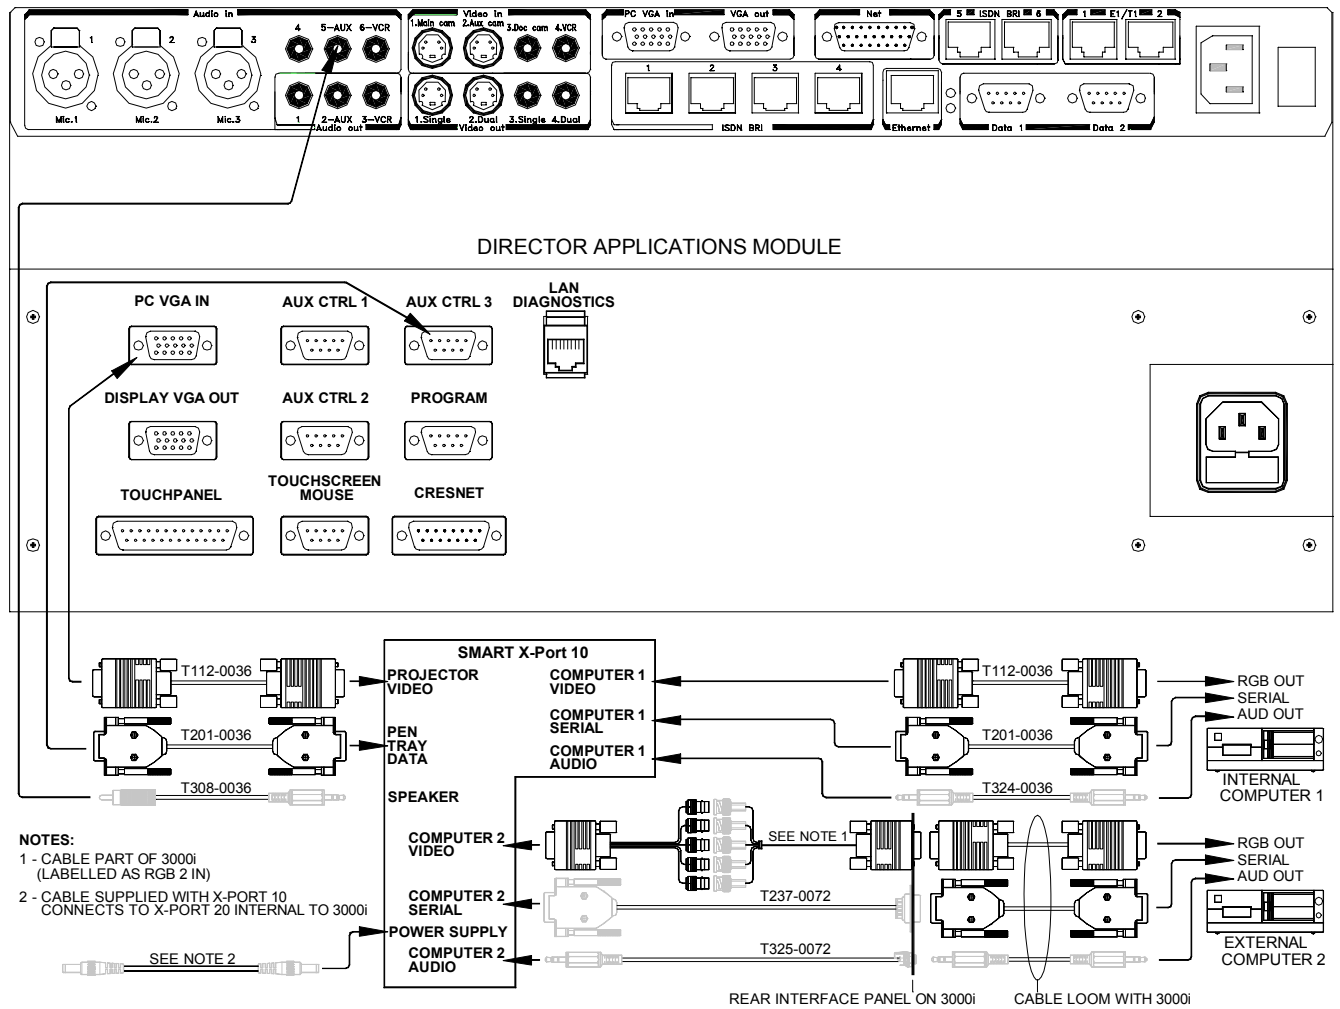 Audio in
Video in
PC VGA in
VGA out
Net
5 ISDN BRI 6
1 E1/T1 2
1
2
3
4
5-AUX
6-VCR
1.Main cam
2.Aux cam
3.Doc cam
4.VCR
1
2
3
4
Mic.1
Mic.2
Mic.3
1
2-AUX
3-VCR
Audio out
1.Single
2.Dual
3.Single
4.Dual
Video out
ISDN BRI
Ethernet
Data 1
Data 2
DIRECTOR APPLICATIONS MODULE
PC VGA IN
AUX CTRL 1
AUX CTRL 3
LAN
DIAGNOSTICS
DISPLAY VGA OUT
AUX CTRL 2
PROGRAM
TOUCHPANEL
TOUCHSCREEN
MOUSE
CRESNET
SMART X-Port 10
T112-0036
PROJECTOR
VIDEO
COMPUTER 1
VIDEO
T112-0036
RGB OUT
SERIAL
AUD OUT
T201-0036
PEN
TRAY
DATA
COMPUTER 1
SERIAL
T201-0036
COMPUTER 1
AUDIO
T308-0036
SPEAKER
T324-0036
INTERNAL
COMPUTER 1
NOTES:
1 - CABLE PART OF 3000i
(LABELLED AS RGB 2 IN)
2 - CABLE SUPPLIED WITH X-PORT 10
CONNECTS TO X-PORT 20 INTERNAL TO 3000i
COMPUTER 2
VIDEO
SEE NOTE 1
RGB OUT
SERIAL
AUD OUT
COMPUTER 2
SERIAL
T237-0072
POWER SUPPLY
SEE NOTE 2
COMPUTER 2
AUDIO
T325-0072
EXTERNAL
COMPUTER 2
REAR INTERFACE PANEL ON 3000i
CABLE LOOM WITH 3000i